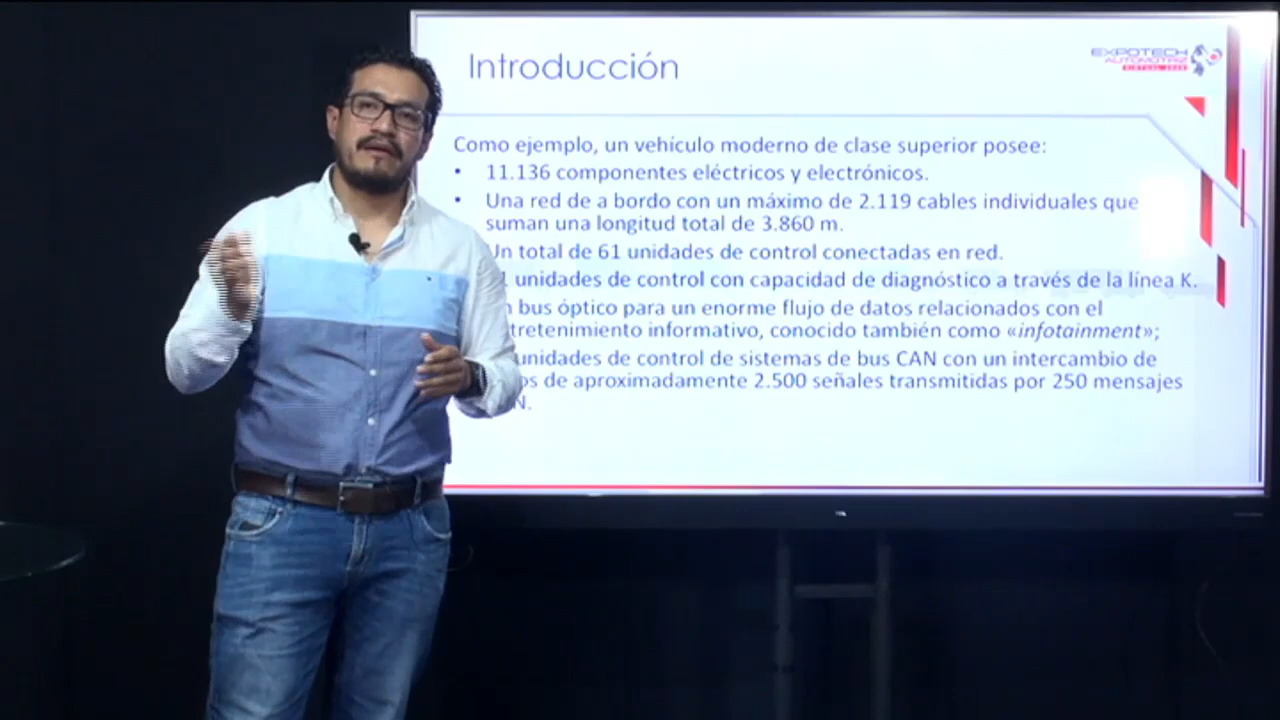 Introducción
EXPOTECH
AUTOMOTRIZ
Como ejemplo, un vehículo moderno de clase superior posee:
• 11.136 componentes eléctricos y electrónicos.
• Una red de a bordo con un máximo de 2.119 cables individuales que
suman una longitud total de 3.860 m.
Un total de 61 unidades de control conectadas en red.
unidades de control con capacidad de diagnóstico a través de la línea K.
bus óptico para un enorme flujo de datos relacionados con el
tretenimiento informativo, conocido también como «infotainment»;
unidades de control de sistemas de bus CAN con un intercambio de
os de aproximadamente 2.500 señales transmitidas por 250 mensajes
N.